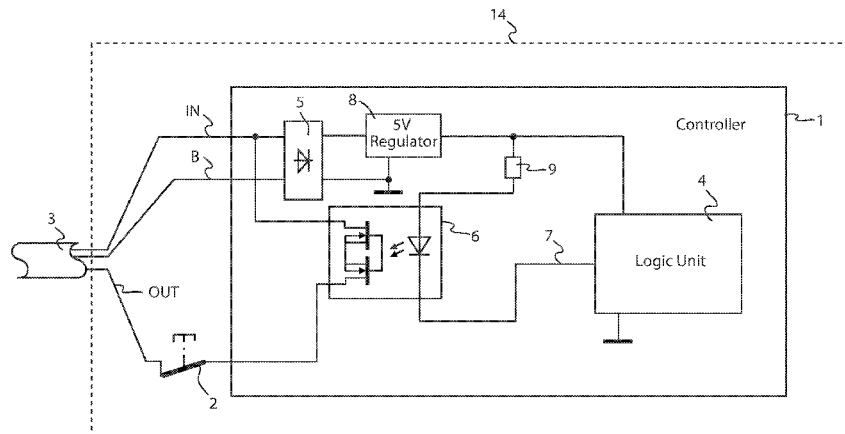 14
IN
5
8
5V
Regulator
Controller
1
B
9
4
3
6
7
Logic Unit
OUT
2